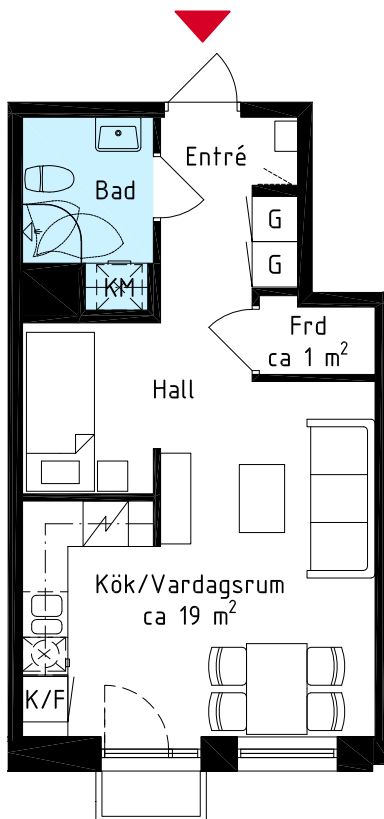 Entré
Bad
G
G
KM
Frd
ca 1 m²
Hall
Kök/Vardagsrum
ca 19 m²
K/F